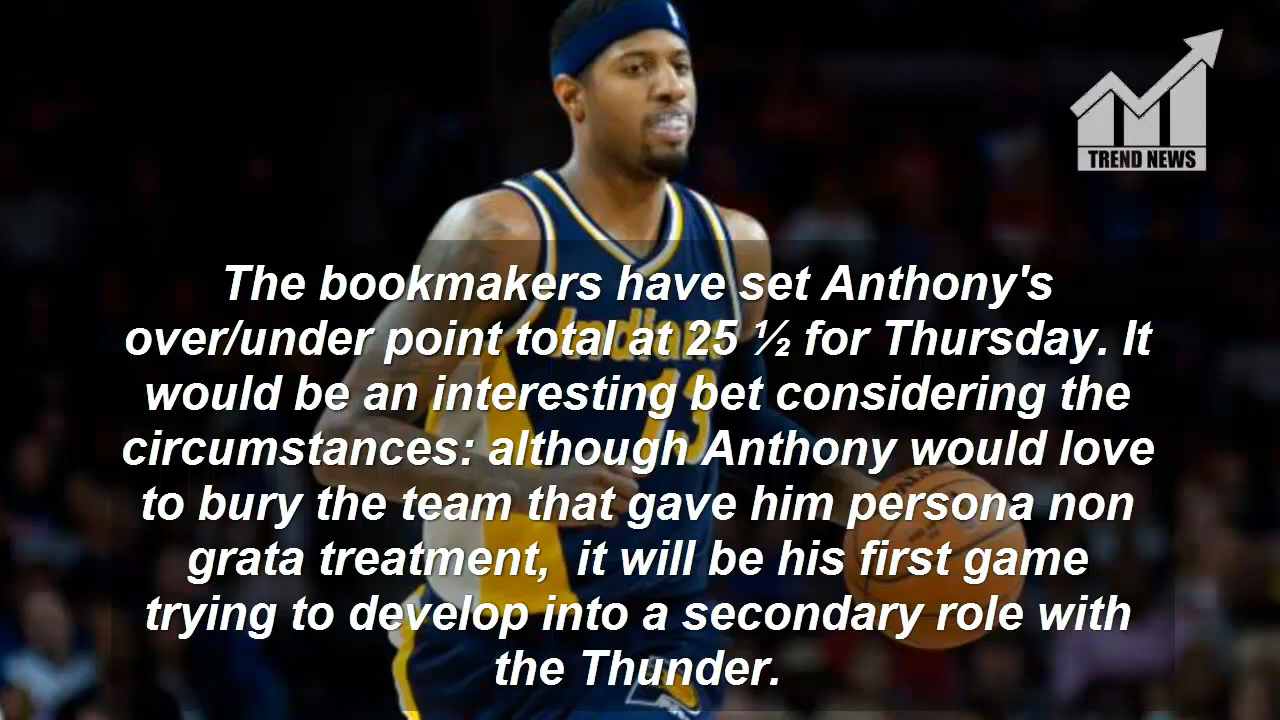 TREND NEWS
The bookmakers have set Anthony's
over/under point total at 25 ½ for Thursday. It
would be an interesting bet considering the
circumstances: although Anthony would love
to bury the team that gave him persona non
grata treatment,  it will be his first game
trying to develop into a secondary role with
the Thunder.
Indiana
13